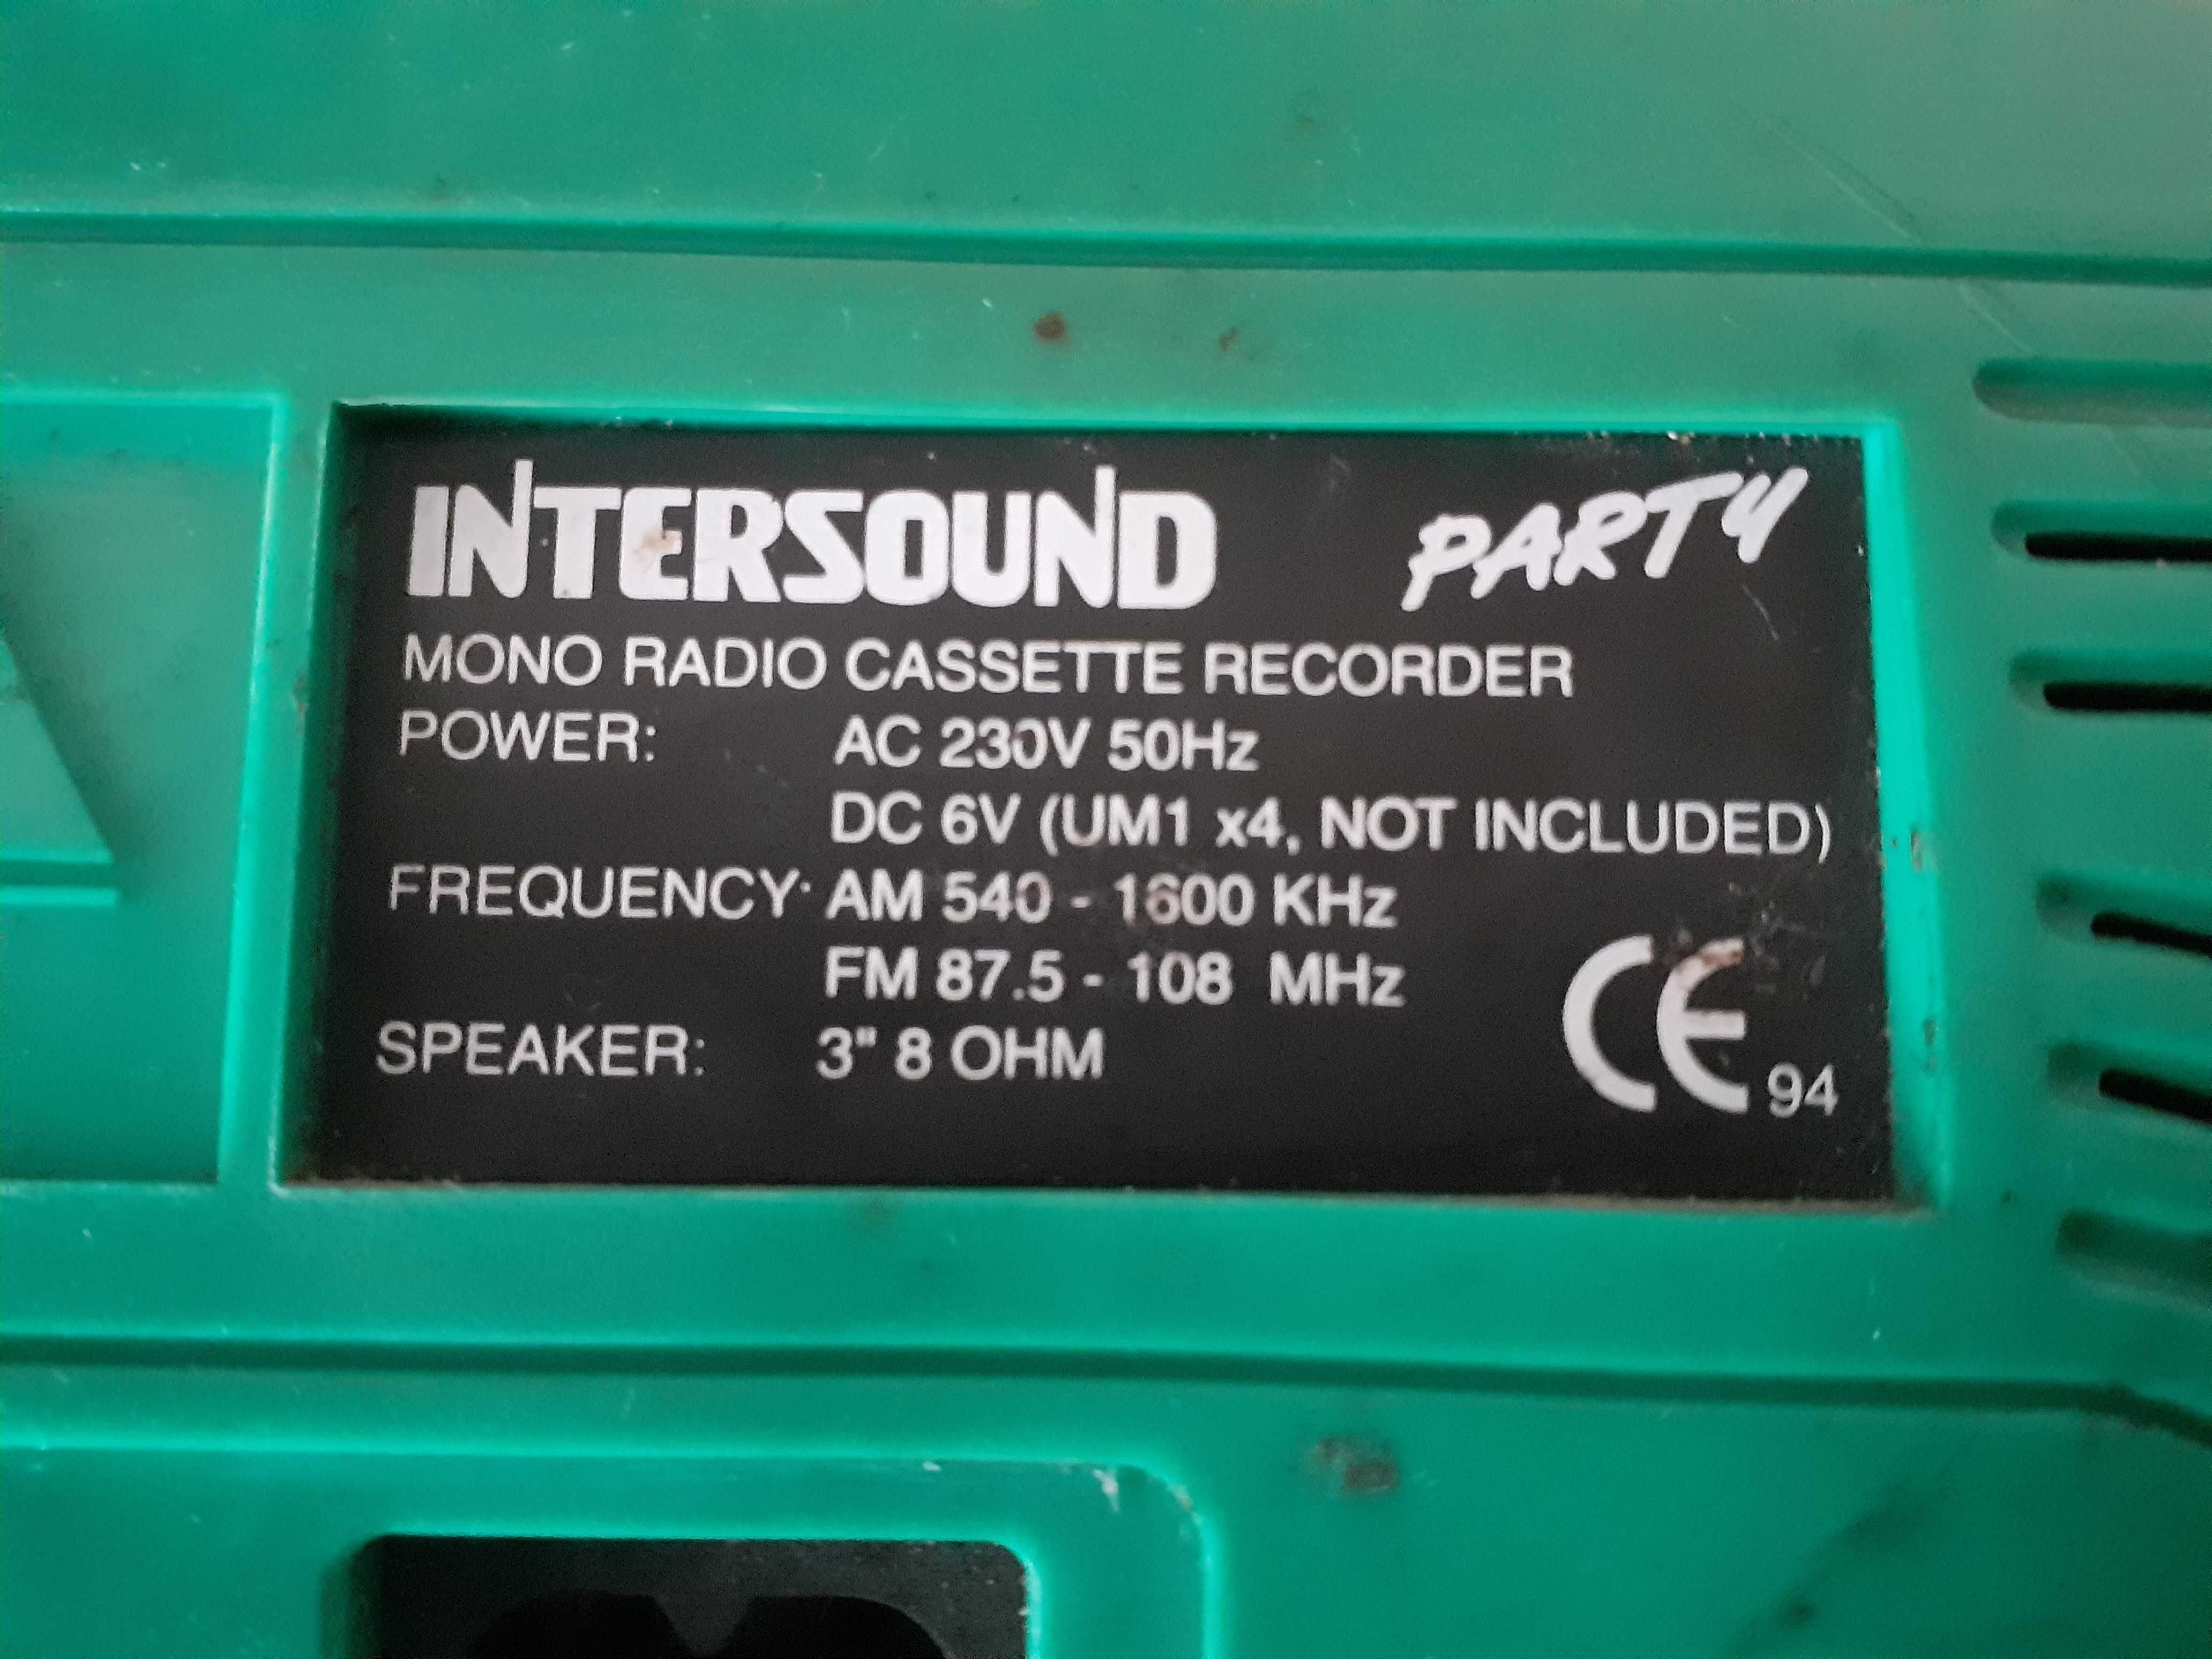 INTERSOUND PARTY
MONO RADIO CASSETTE RECORDER
POWER: AC 230V 50Hz
DC 6V (UM1 x4, NOT INCLUDED)
FREQUENCY: AM 540 - 1600 KHz
FM 87.5 - 108 MHz
SPEAKER: 3" 8 OHM
CE 94